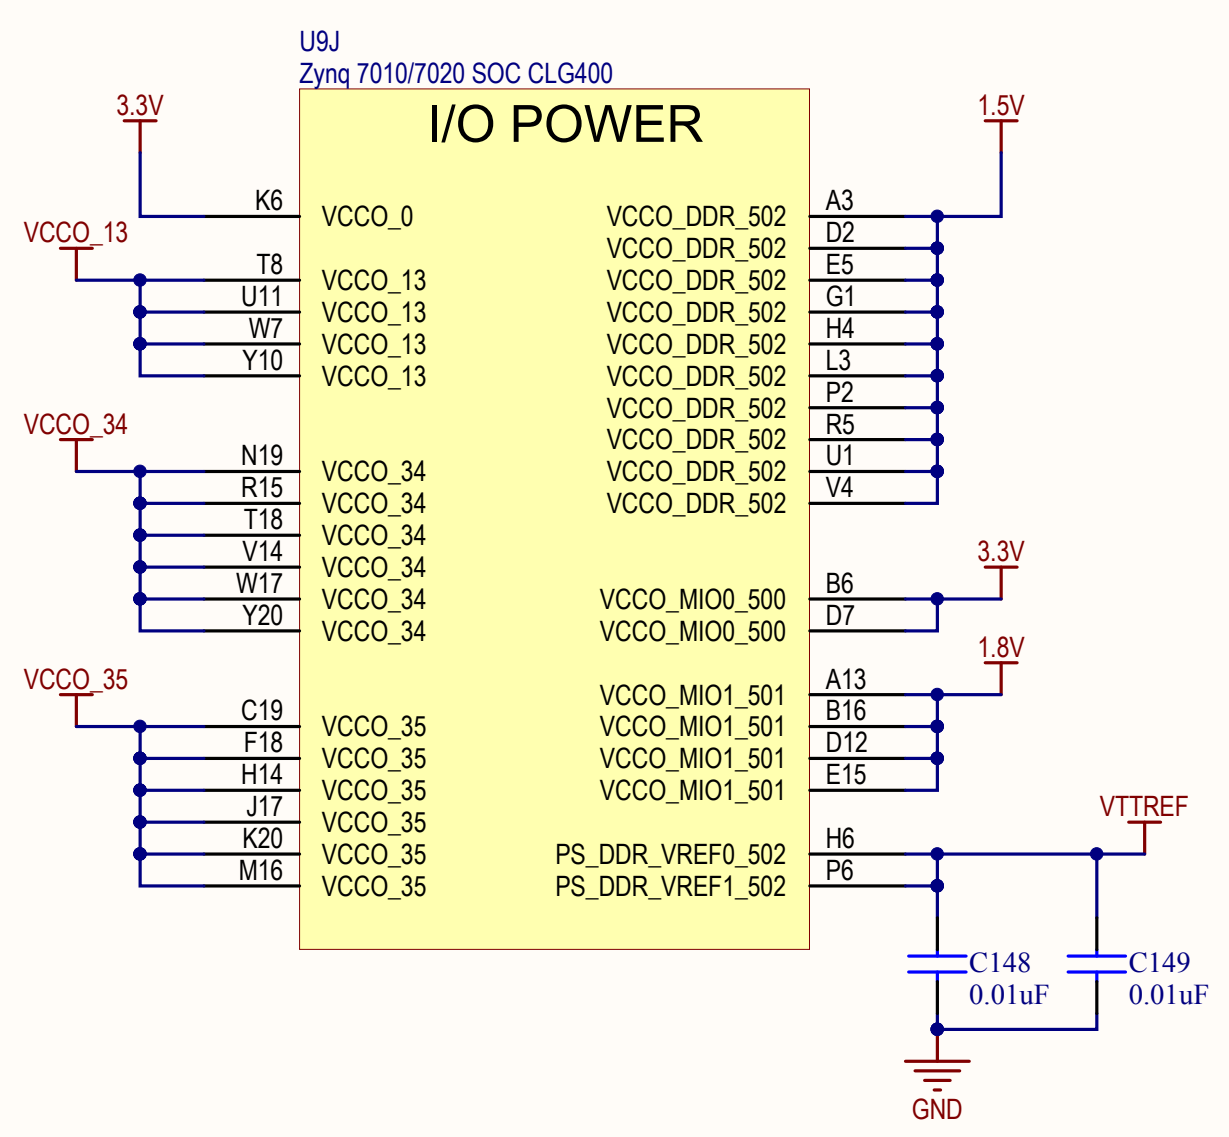 U9J
Zynq 7010/7020 SOC CLG400
I/O POWER
3.3V
K6
VCCO_0
VCCO_13
T8
VCCO_13
U11
VCCO_13
W7
VCCO_13
Y10
VCCO_13
VCCO_34
N19
VCCO_34
R15
VCCO_34
T18
VCCO_34
V14
VCCO_34
W17
VCCO_34
Y20
VCCO_34
VCCO_35
C19
VCCO_35
F18
VCCO_35
H14
VCCO_35
J17
VCCO_35
K20
VCCO_35
M16
VCCO_35
1.5V
VCCO_DDR_502
A3
VCCO_DDR_502
D2
VCCO_DDR_502
E5
VCCO_DDR_502
G1
VCCO_DDR_502
H4
VCCO_DDR_502
L3
VCCO_DDR_502
P2
VCCO_DDR_502
R5
VCCO_DDR_502
U1
VCCO_DDR_502
V4
3.3V
VCCO_MIO0_500
B6
VCCO_MIO0_500
D7
1.8V
VCCO_MIO1_501
A13
VCCO_MIO1_501
B16
VCCO_MIO1_501
D12
VCCO_MIO1_501
E15
VTTREF
PS_DDR_VREF0_502
H6
PS_DDR_VREF1_502
P6
C148
0.01uF
C149
0.01uF
GND